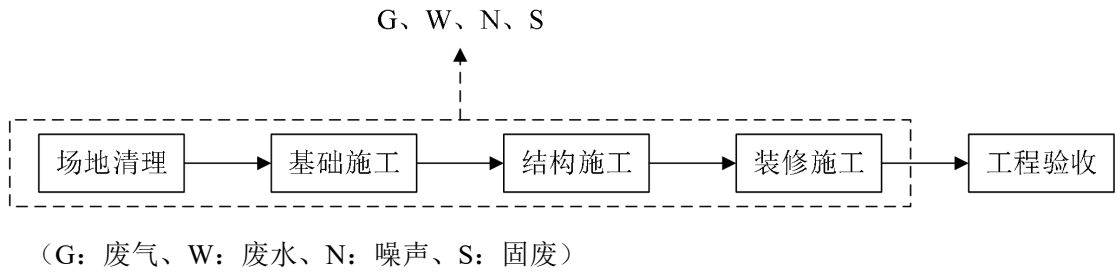 G、W、N、S
场地清理
基础施工
结构施工
装修施工
工程验收
（G：废气、W：废水、N：噪声、S：固废）